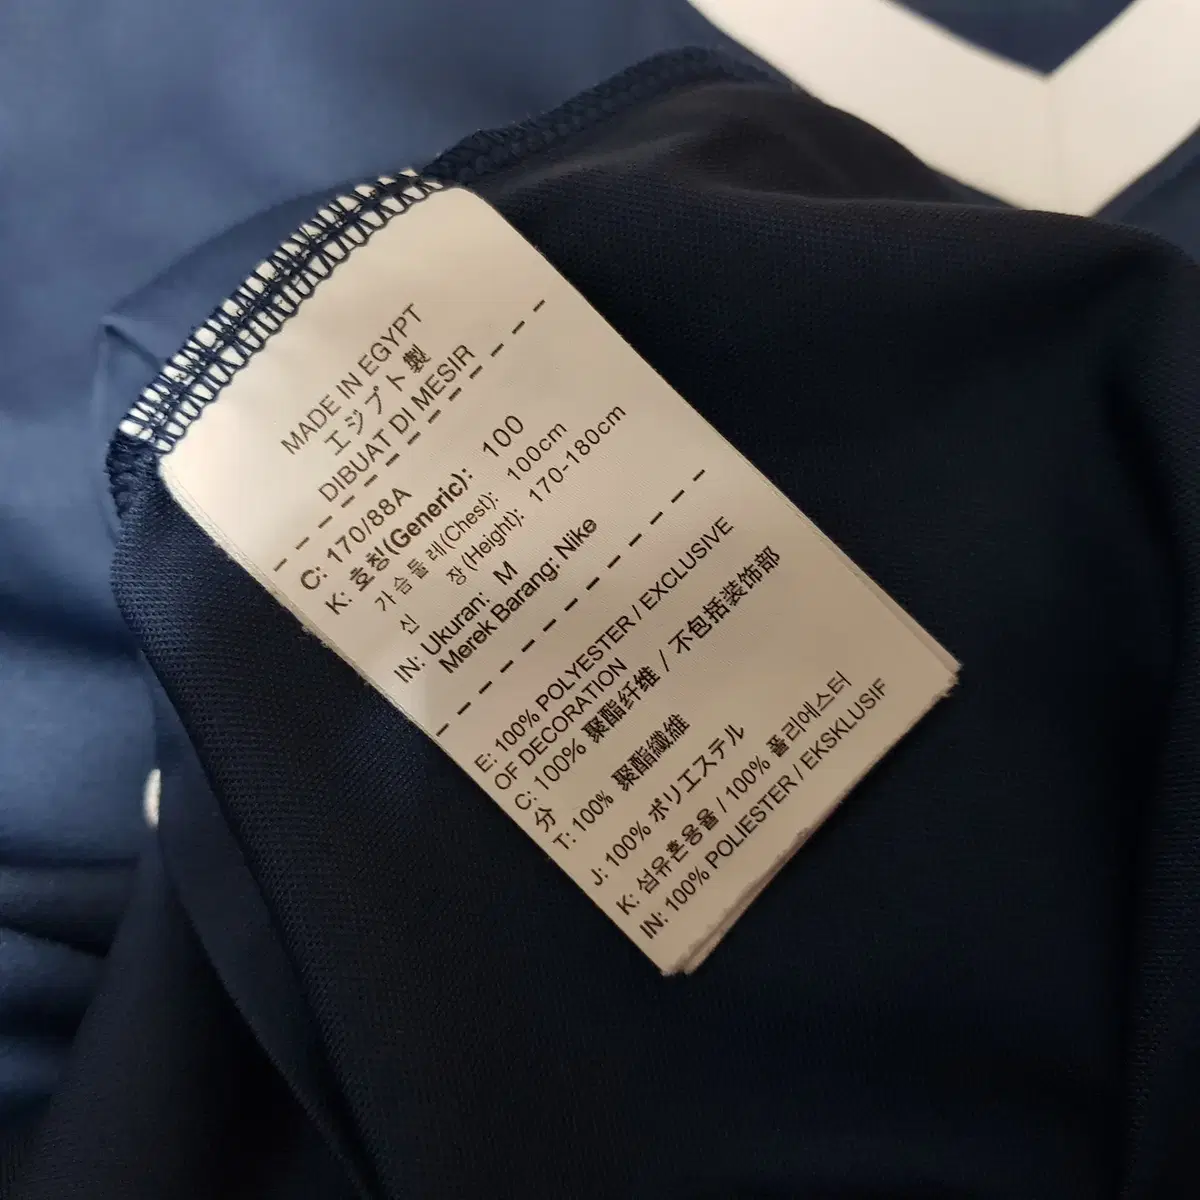 MADE IN EGYPT
エジプト製
DIBUAT DI MESIR
C: 170/88A
K: 호칭(Generic): 100
가슴둘레(Chest): 100cm
신 장(Height): 170-180cm
IN: Ukuran: M
Merek Barang: Nike
E: 100% POLYESTER / EXCLUSIVE
OF DECORATION
C: 100% 聚酯纤维 / 不包括装饰部
分
T: 100% 聚酯纖維
J: 100% ポリエステル
K: 섬유혼용율 / 100% 폴리에스터
IN: 100% POLIESTER / EKSKLUSIF